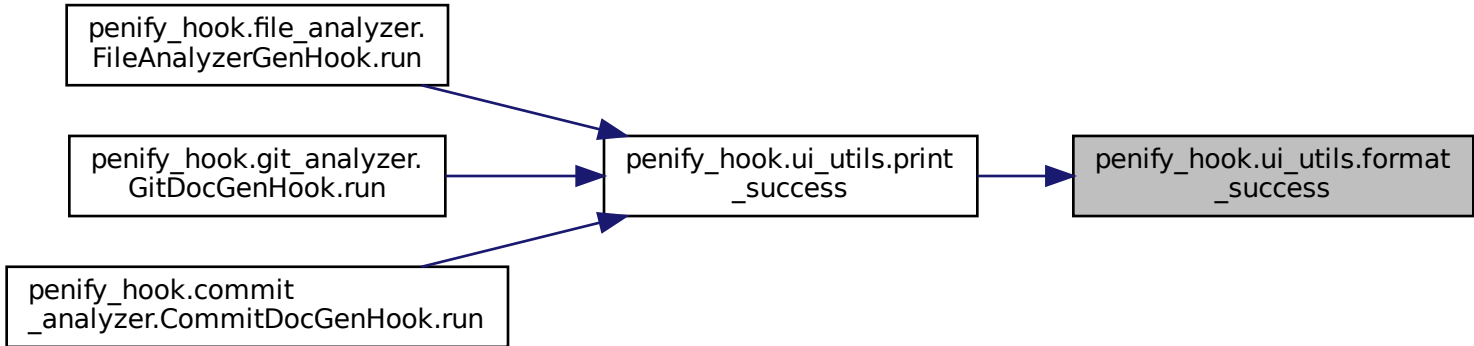 penify_hook.file_analyzer.
FileAnalyzerGenHook.run
penify_hook.git_analyzer.
GitDocGenHook.run
penify_hook.commit
_analyzer.CommitDocGenHook.run
penify_hook.ui_utils.print
_success
penify_hook.ui_utils.format
_success